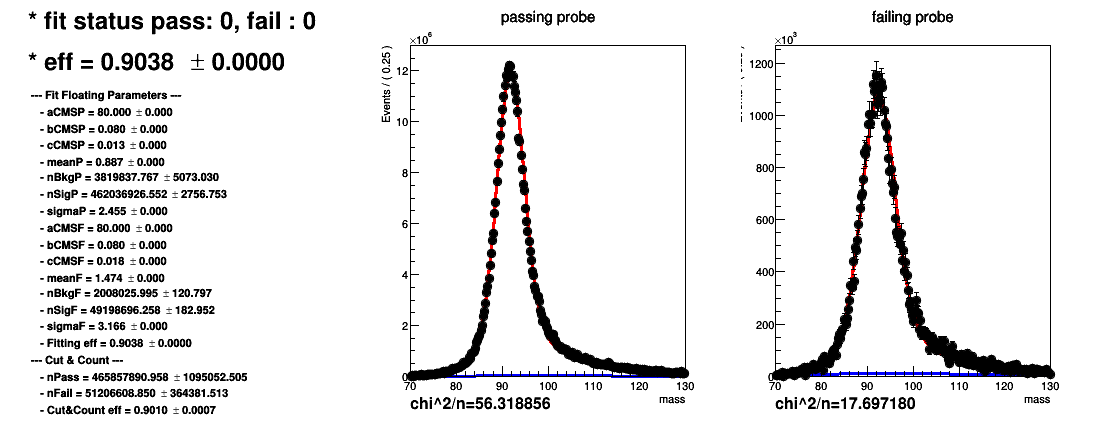 * fit status pass: 0, fail : 0
* eff = 0.9038 ± 0.0000
--- Fit Floating Parameters ---
- aCMSP = 80.000 ± 0.000
- bCMSP = 0.080 ± 0.000
- cCMSP = 0.013 ± 0.000
- meanP = 0.887 ± 0.000
- nBkgP = 3819837.767 ± 5073.030
- nSigP = 462036926.552 ± 2756.753
- sigmaP = 2.455 ± 0.000
- aCMSF = 80.000 ± 0.000
- bCMSF = 0.080 ± 0.000
- cCMSF = 0.018 ± 0.000
- meanF = 1.474 ± 0.000
- nBkgF = 2008025.995 ± 120.797
- nSigF = 49198696.258 ± 182.952
- sigmaF = 3.166 ± 0.000
- Fitting eff = 0.9038 ± 0.0000
--- Cut & Count ---
- nPass = 465857890.958 ± 1095052.505
- nFail = 51206608.850 ± 364381.513
- Cut&Count eff = 0.9010 ± 0.0007
passing probe
×10^6
Events / ( 0.25 )
12
10
8
6
4
2
0
70 80 90 100 110 120 130
mass
chi^2/n=56.318856
failing probe
×10^3
1200
1000
800
600
400
200
0
70 80 90 100 110 120 130
mass
chi^2/n=17.697180